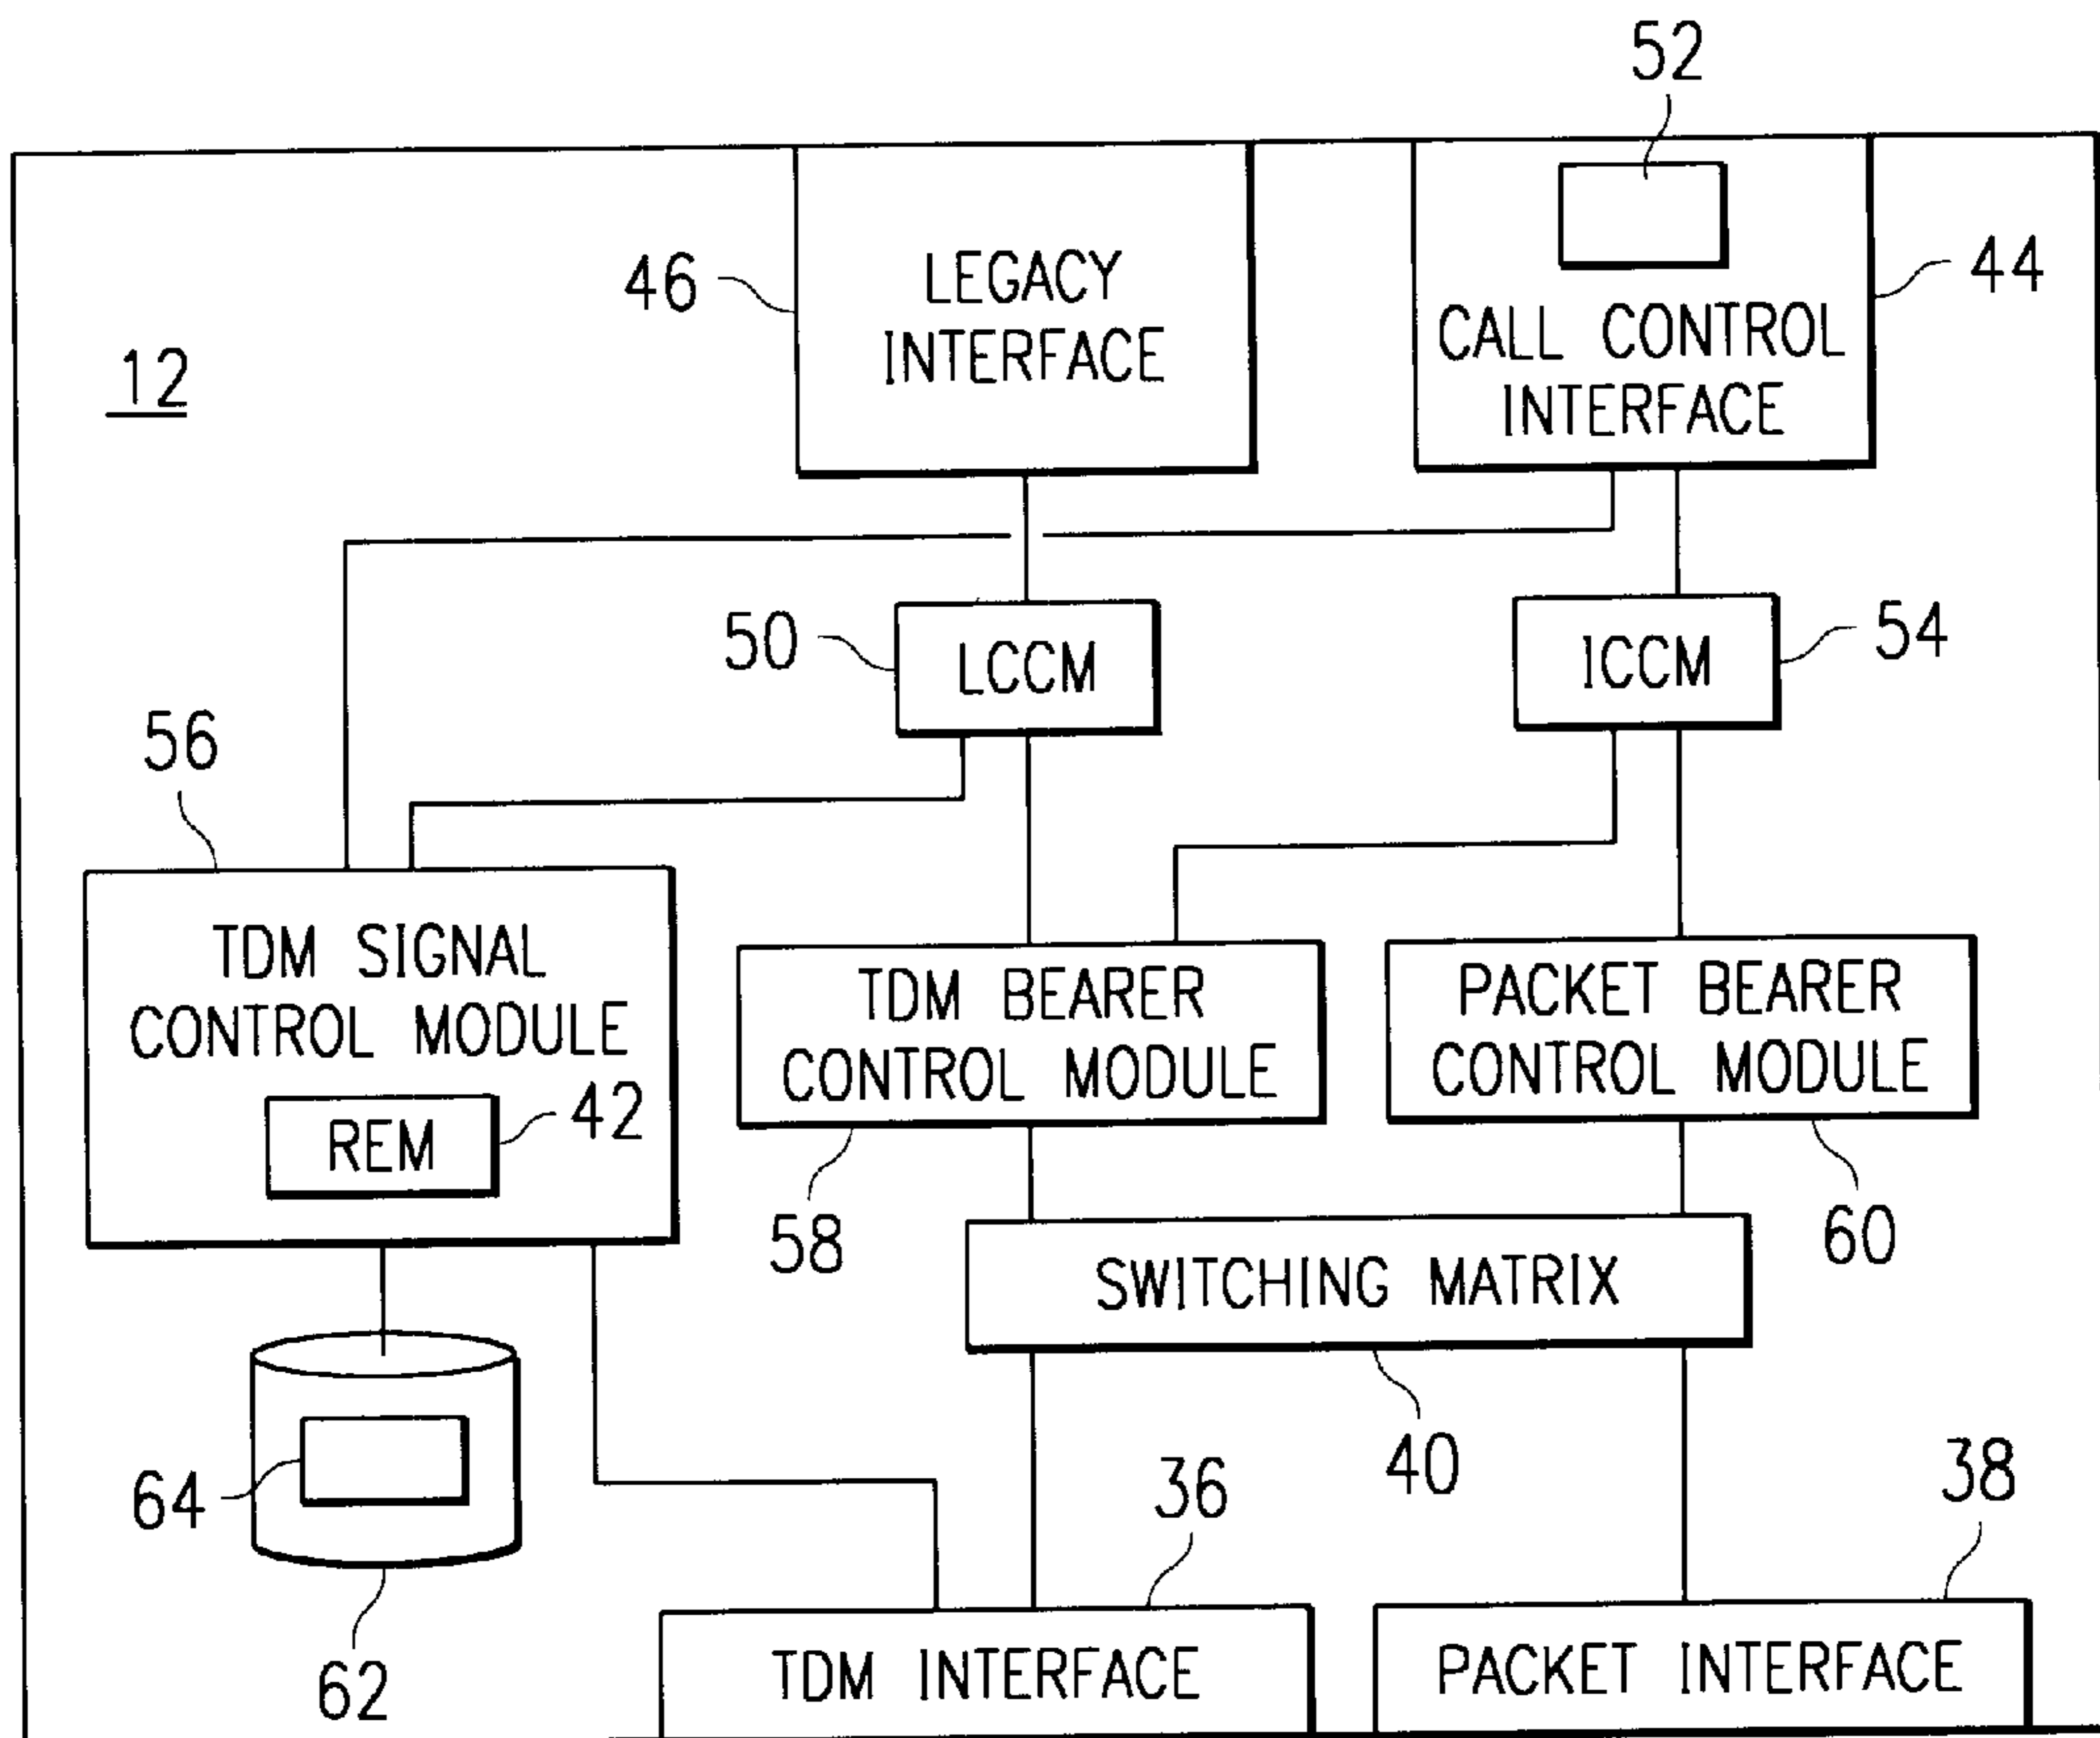 52
LEGACY
INTERFACE
46
CALL CONTROL
INTERFACE
44
12
50
LCCM
ICCM
54
56
TDM SIGNAL
CONTROL MODULE
REM
42
TDM BEARER
CONTROL MODULE
PACKET BEARER
CONTROL MODULE
58
60
SWITCHING MATRIX
40
64
62
36
38
TDM INTERFACE
PACKET INTERFACE